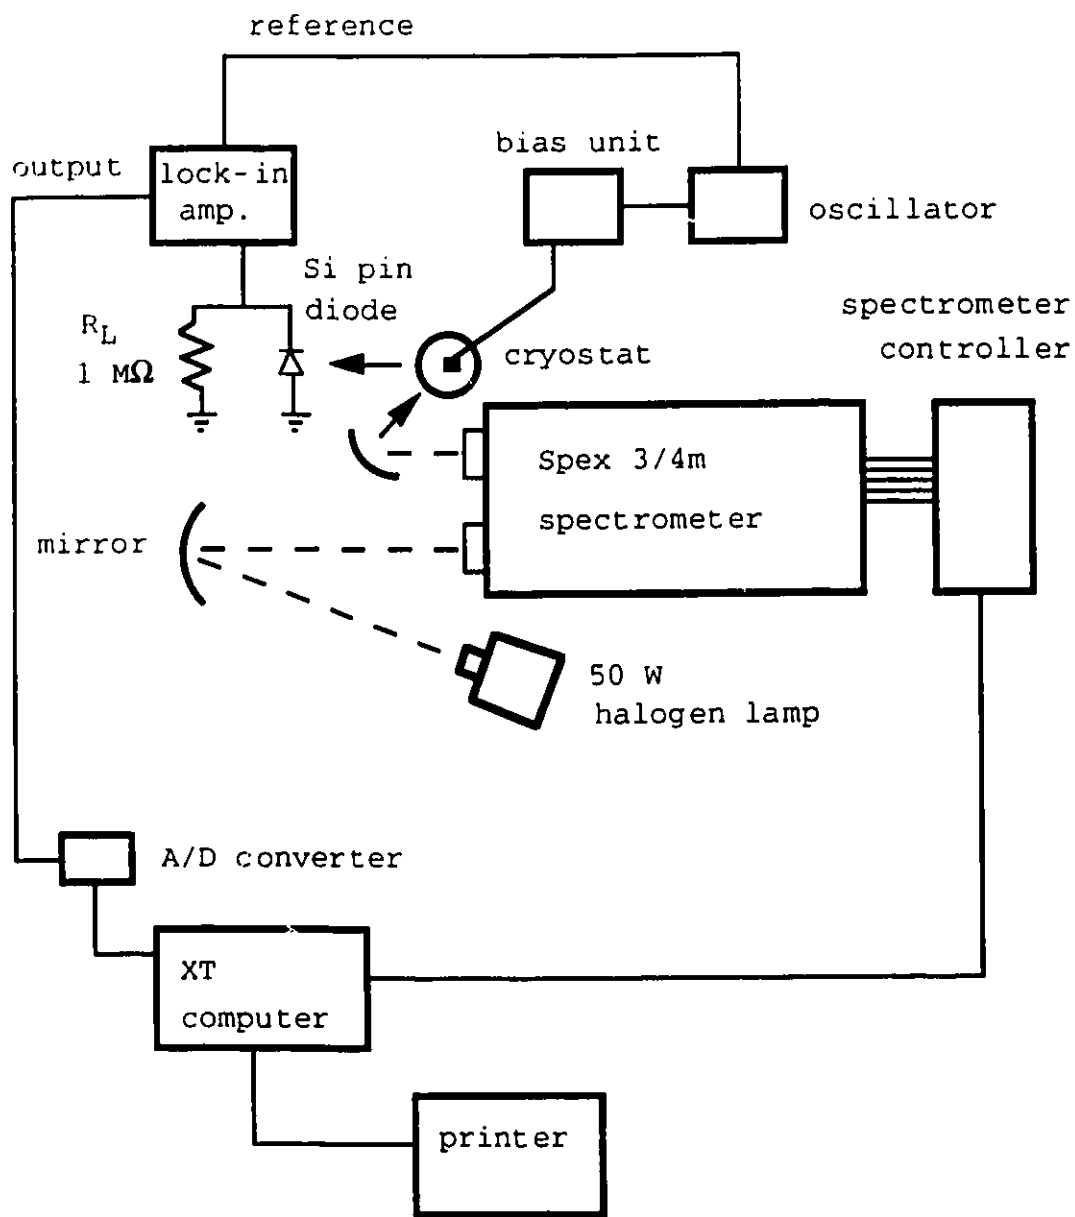 reference
bias unit
output
lock-in
amp.
oscillator
Si pin
diode
R_L
1 MΩ
cryostat
spectrometer
controller
Spex 3/4m
spectrometer
mirror
50 W
halogen lamp
A/D converter
XT
computer
printer